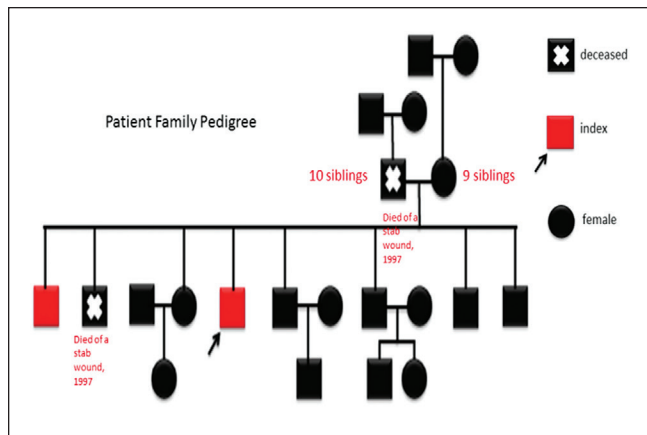 deceased
Patient Family Pedigree
index
10 siblings
9 siblings
Died of a
stab
wound,
1997
female
Died of a
stab
wound,
1997